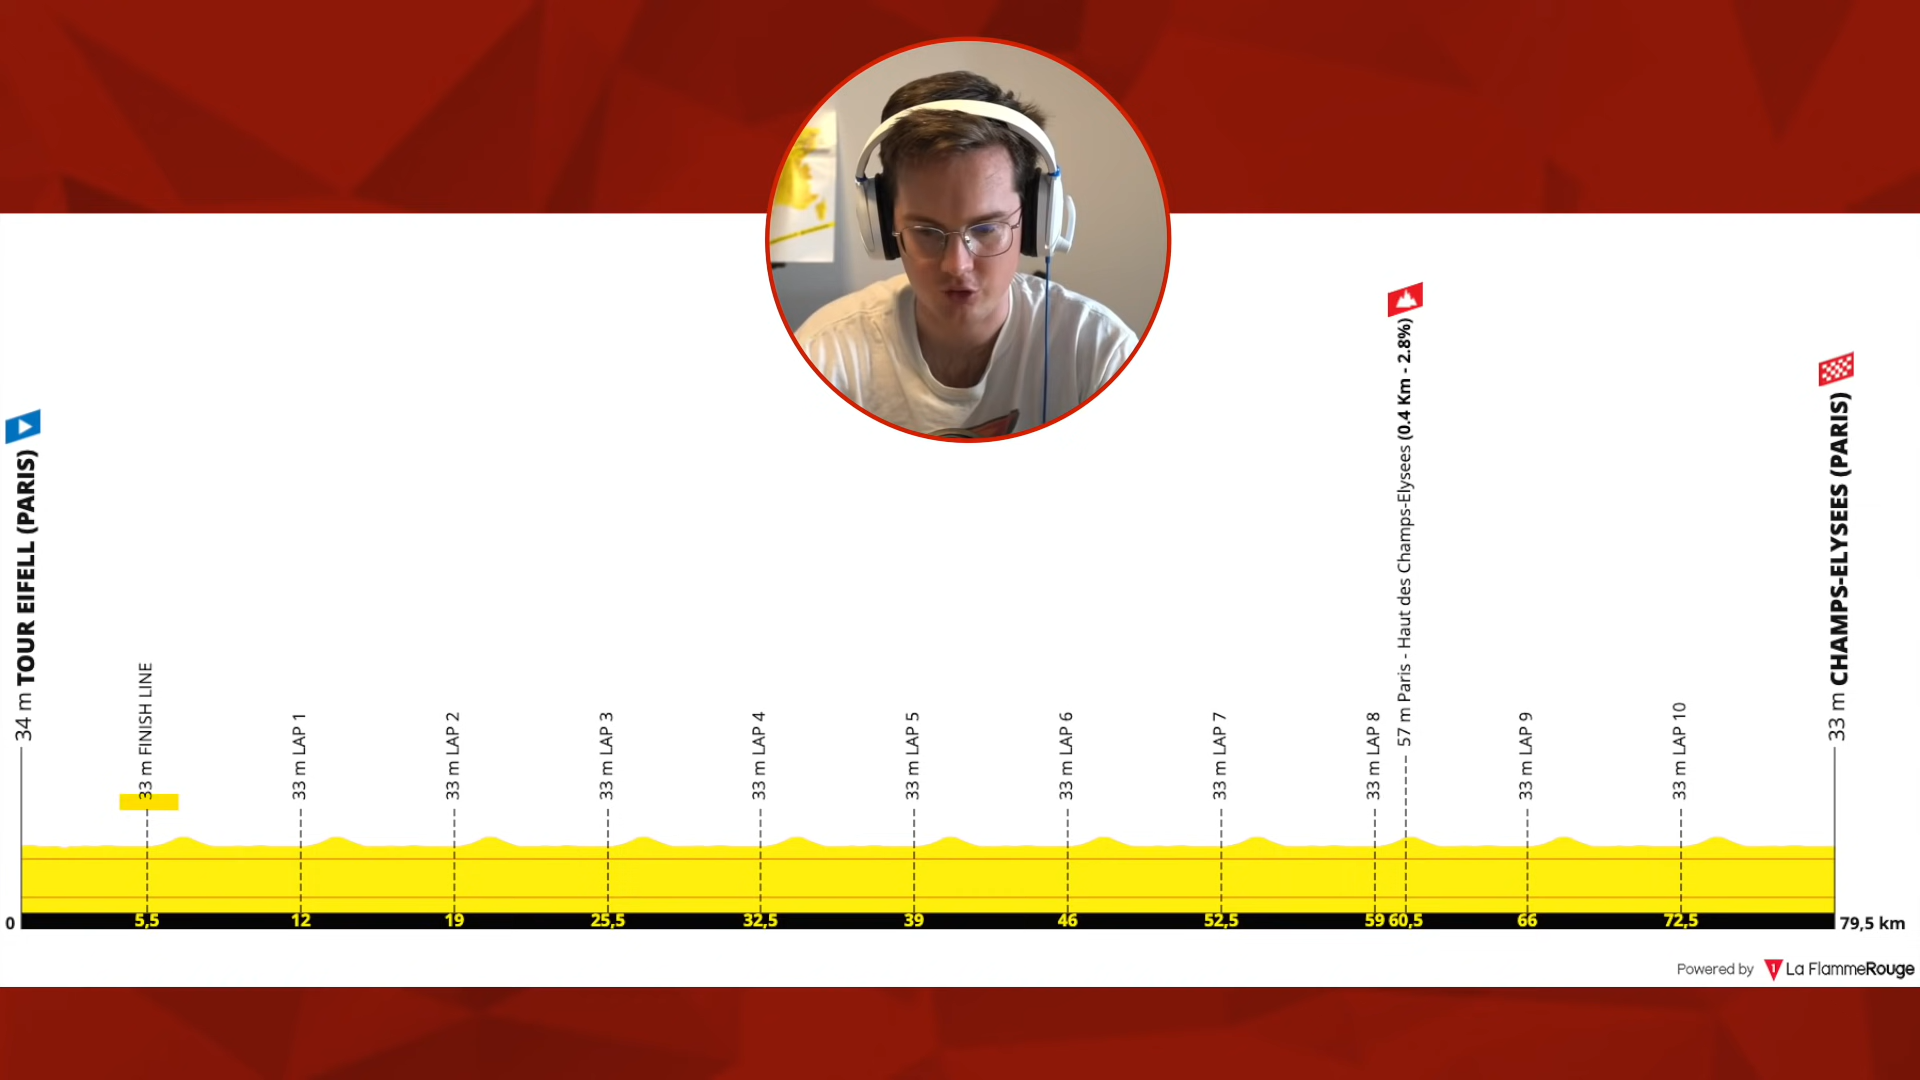 34 m TOUR EIFELL (PARIS)
33 m FINISH LINE
33 m LAP 1
33 m LAP 2
33 m LAP 3
33 m LAP 4
33 m LAP 5
33 m LAP 6
33 m LAP 7
33 m LAP 8
57 m Paris - Haut des Champs-Elysees (0.4 Km - 2.8%)
33 m LAP 9
33 m LAP 10
33 m CHAMPS-ELYSEES (PARIS)
0 5,5 12 19 25,5 32,5 39 46 52,5 59 60,5 66 72,5 79,5 km
Powered by 1 La FlammeRouge